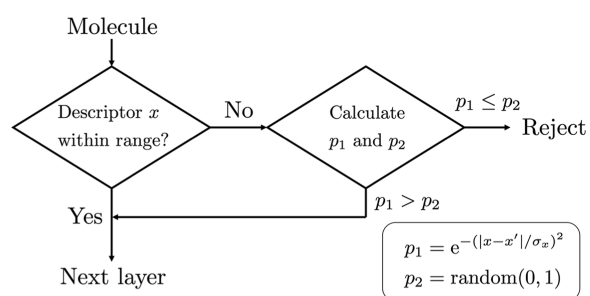 Molecule
Descriptor x
within range?
No
Calculate
p₁ and p₂
p₁ ≤ p₂
Reject
p₁ > p₂
Yes
Next layer
p₁ = e^{−(|x−x′|/σₓ)²}
p₂ = random(0, 1)